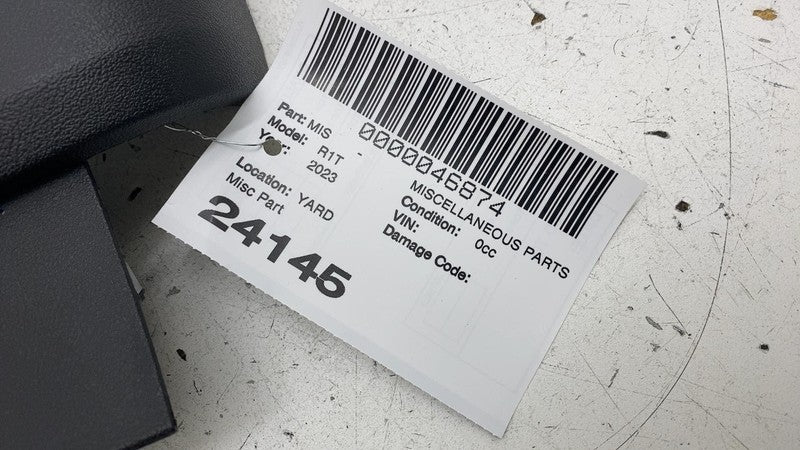 0000046874
Part: MIS - MISCELLANEOUS PARTS
Model: R1T Condition: 0cc
Year: 2023 VIN:
Damage Code:
Location: YARD
Misc Part
24145